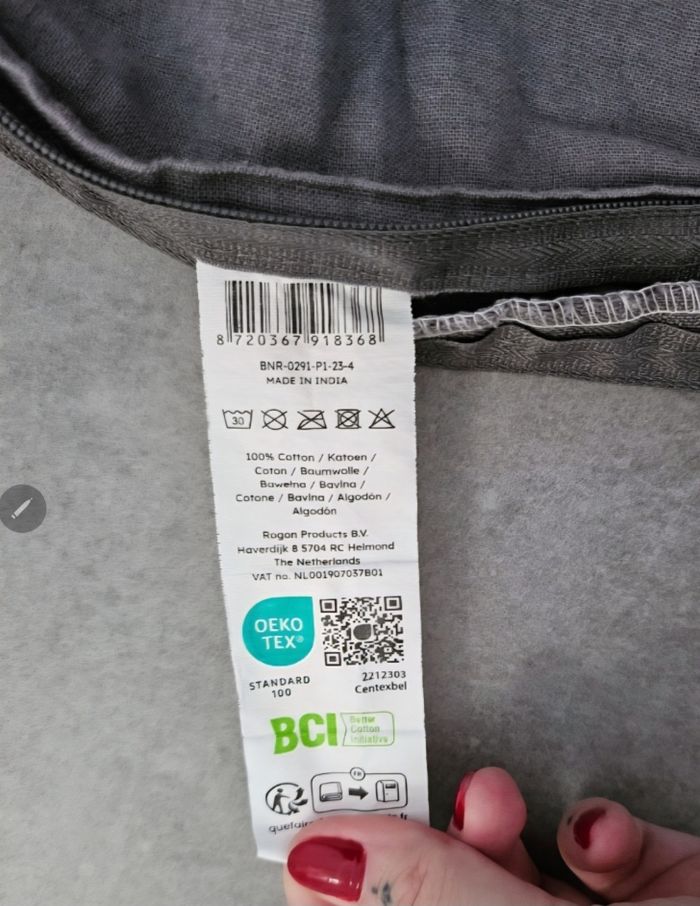 8 720367 918368
BNR-0291-P1-23-4
MADE IN INDIA
30
100% Cotton / Katoen /
Coton / Baumwolle /
Bawełna / Bavlna /
Cotone / Bavlna / Algodón /
Algodón
Rogan Products B.V.
Haverdijk 8 5704 RC Helmond
The Netherlands
VAT no. NL001907037B01
OEKO
TEX®
STANDARD
100
2212303
Centexbel
BCI
Better
Cotton
Initiative
FR